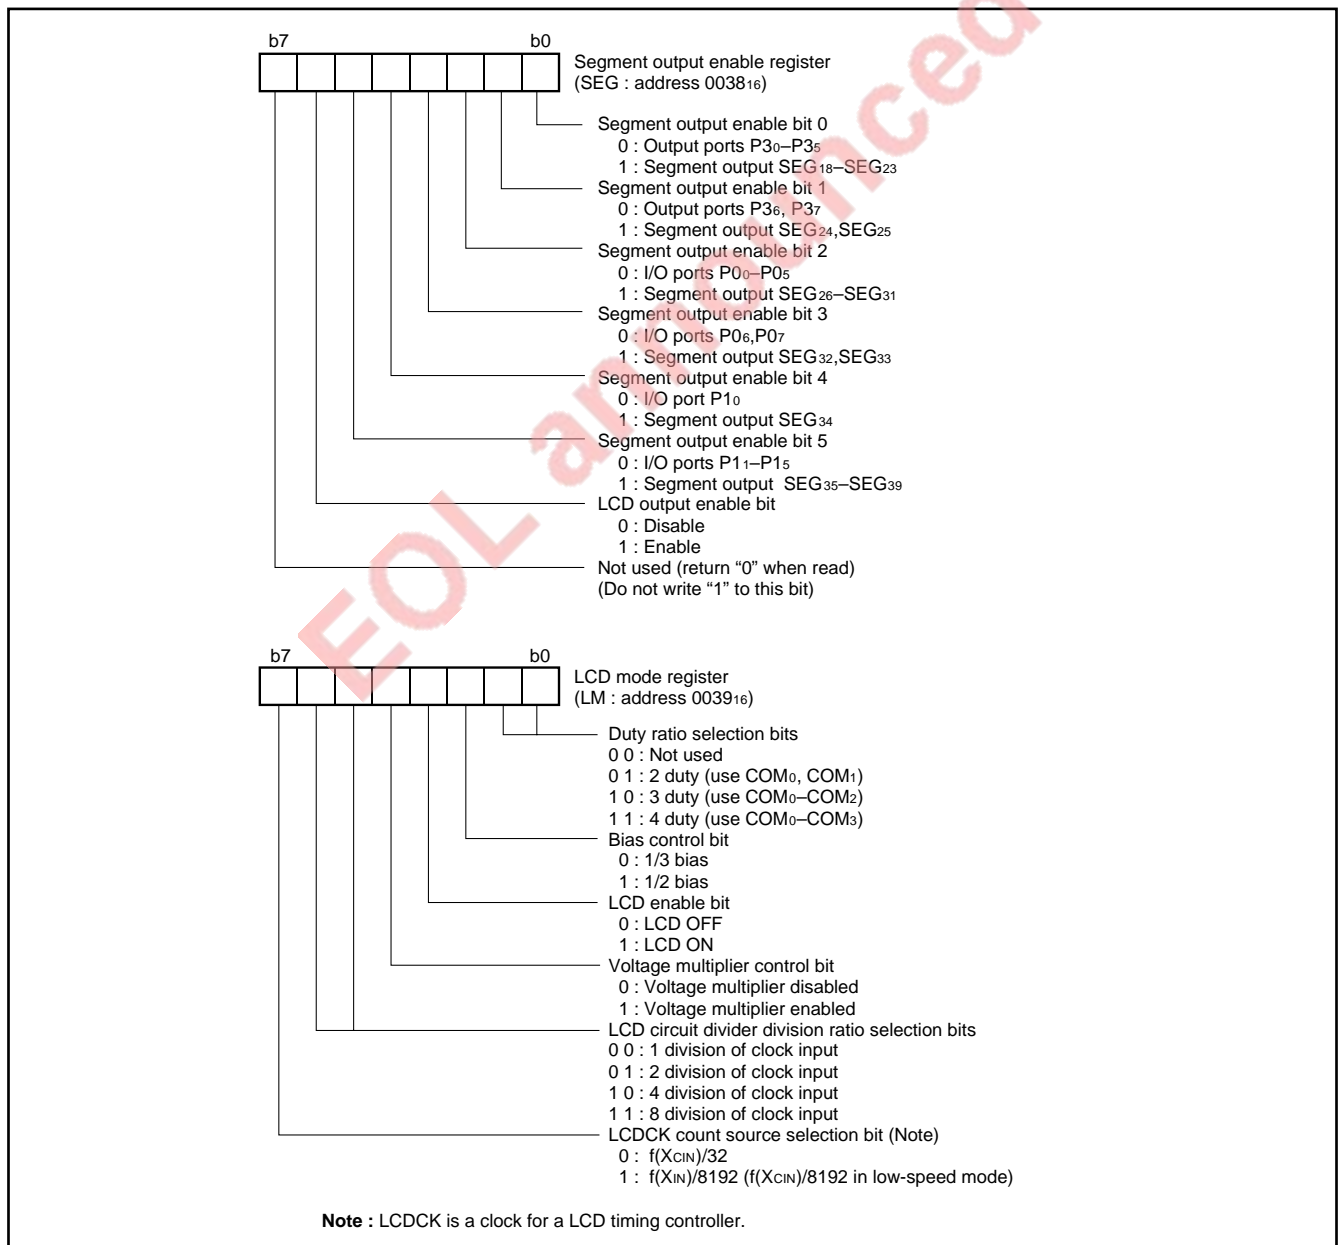 b7 b0
Segment output enable register
(SEG : address 003816)
Segment output enable bit 0
0 : Output ports P30–P35
1 : Segment output SEG18–SEG23
Segment output enable bit 1
0 : Output ports P36, P37
1 : Segment output SEG24,SEG25
Segment output enable bit 2
0 : I/O ports P00–P05
1 : Segment output SEG26–SEG31
Segment output enable bit 3
0 : I/O ports P06,P07
1 : Segment output SEG32,SEG33
Segment output enable bit 4
0 : I/O port P10
1 : Segment output SEG34
Segment output enable bit 5
0 : I/O ports P11–P15
1 : Segment output SEG35–SEG39
LCD output enable bit
0 : Disable
1 : Enable
Not used (return “0” when read)
(Do not write “1” to this bit)
b7 b0
LCD mode register
(LM : address 003916)
Duty ratio selection bits
0 0 : Not used
0 1 : 2 duty (use COM0, COM1)
1 0 : 3 duty (use COM0–COM2)
1 1 : 4 duty (use COM0–COM3)
Bias control bit
0 : 1/3 bias
1 : 1/2 bias
LCD enable bit
0 : LCD OFF
1 : LCD ON
Voltage multiplier control bit
0 : Voltage multiplier disabled
1 : Voltage multiplier enabled
LCD circuit divider division ratio selection bits
0 0 : 1 division of clock input
0 1 : 2 division of clock input
1 0 : 4 division of clock input
1 1 : 8 division of clock input
LCDCK count source selection bit (Note)
0 : f(XCIN)/32
1 : f(XIN)/8192 (f(XCIN)/8192 in low-speed mode)
Note : LCDCK is a clock for a LCD timing controller.
EOL announced